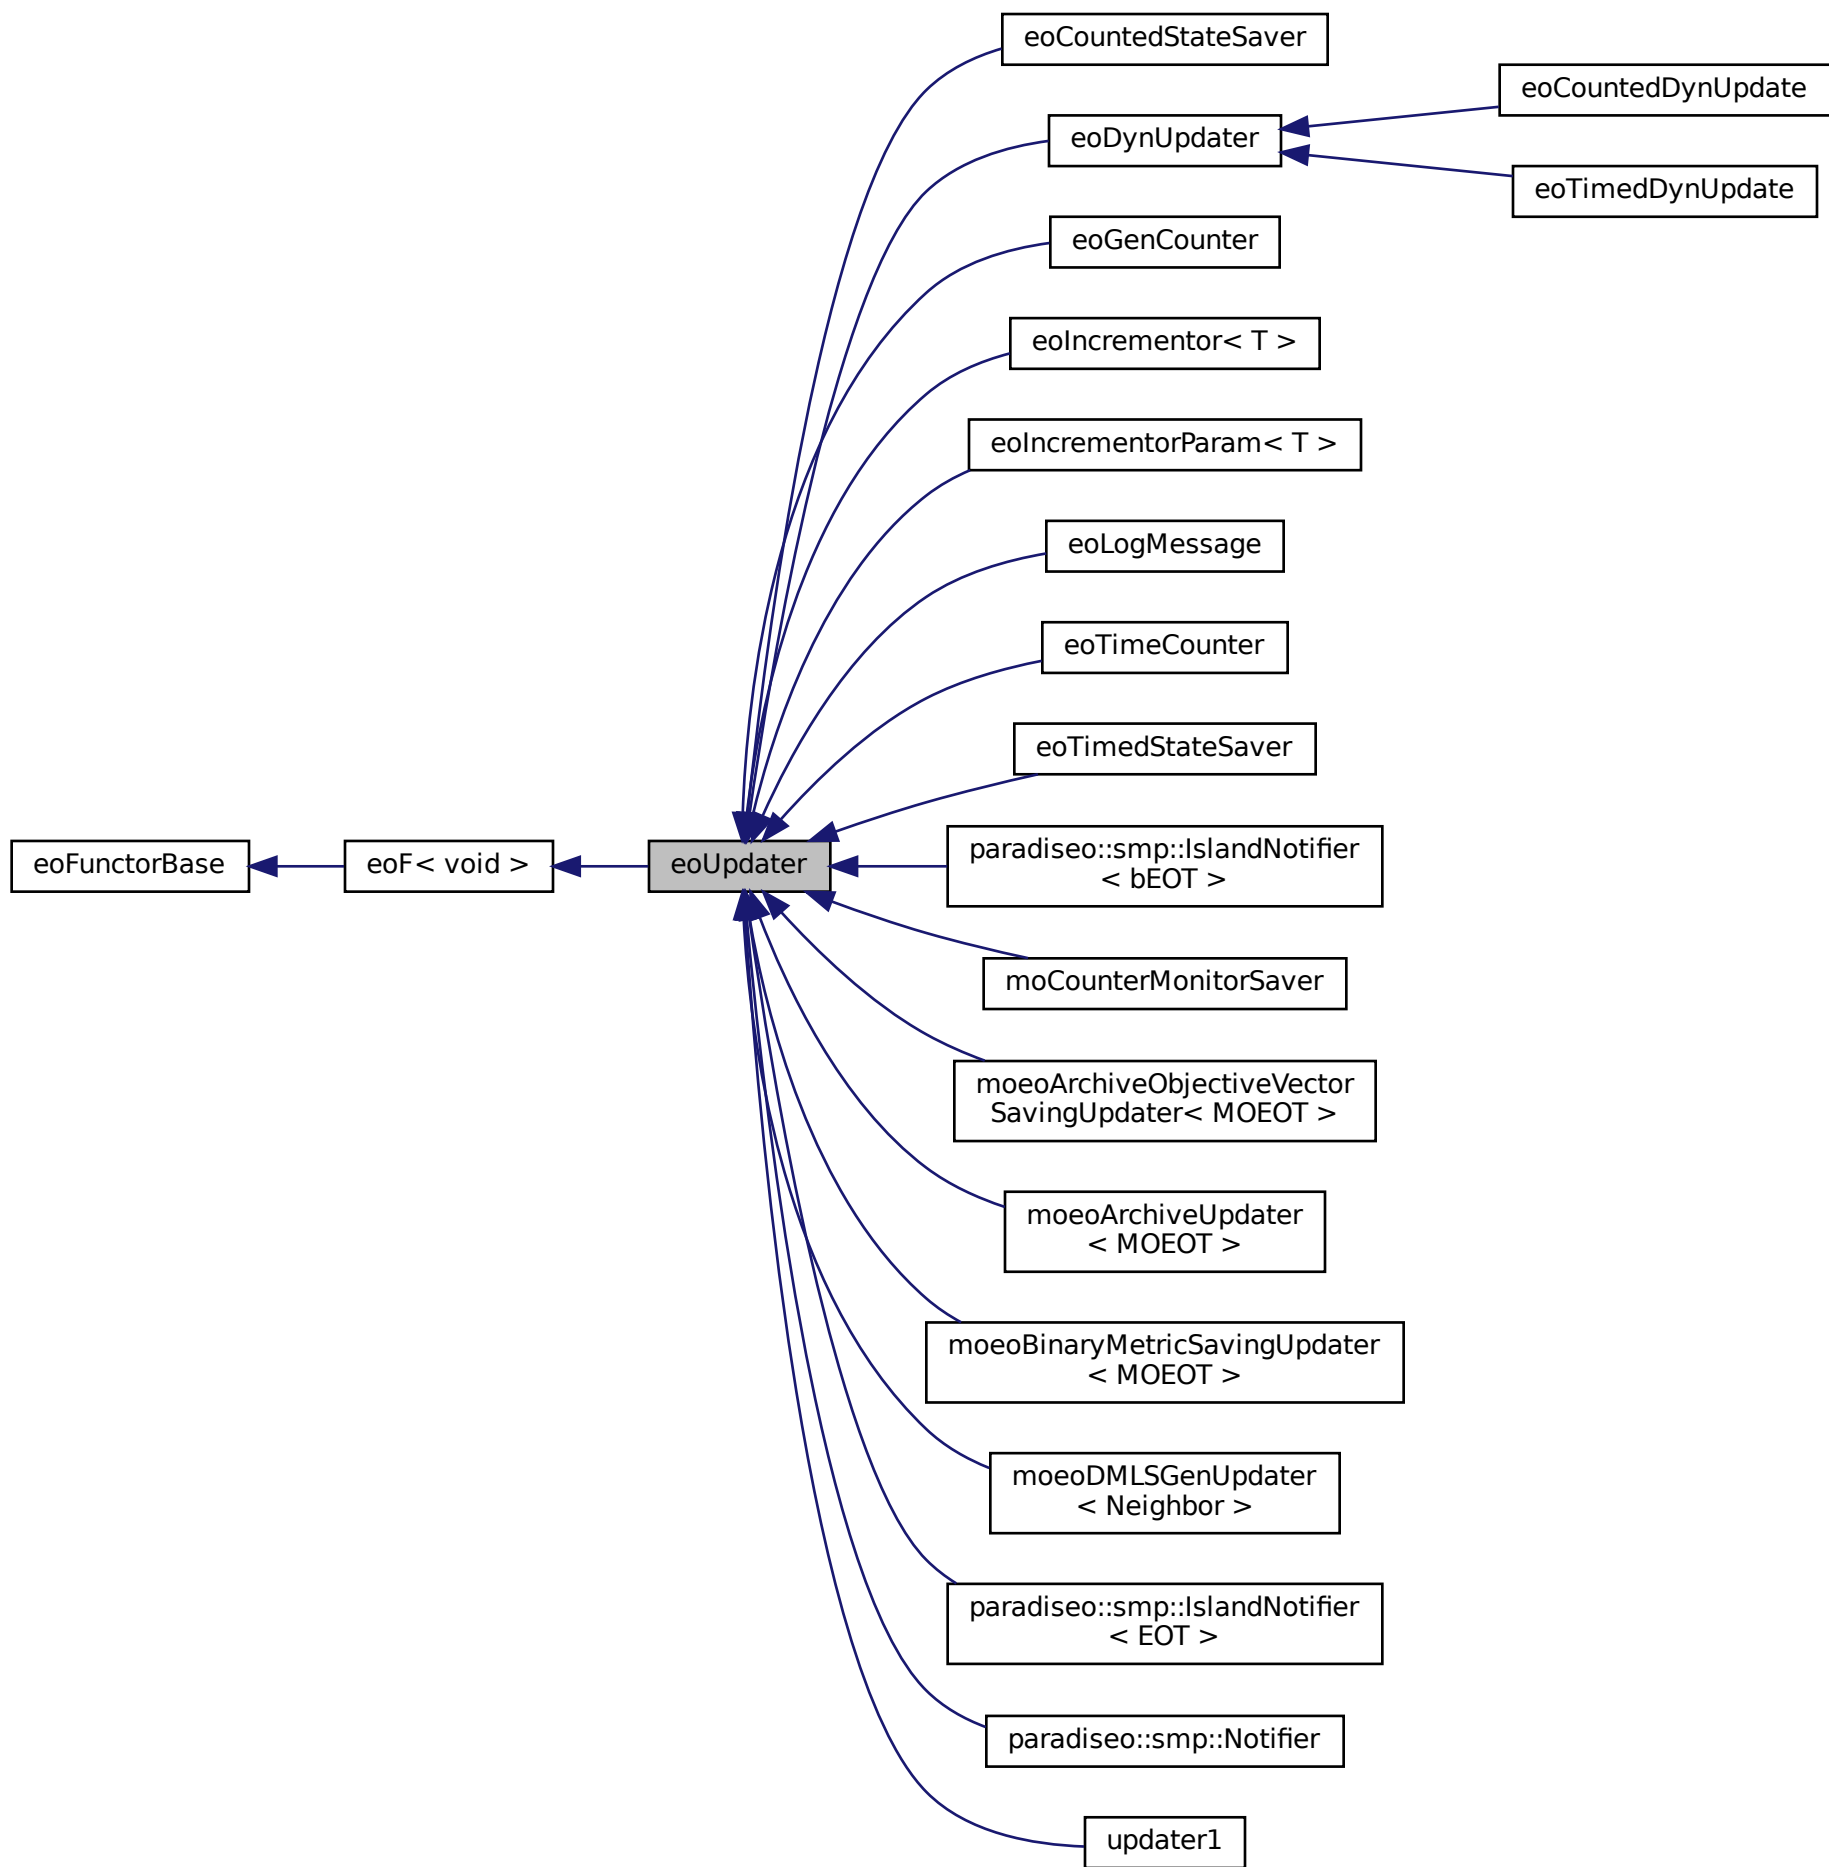 eoCountedStateSaver
eoCountedDynUpdate
eoDynUpdater
eoTimedDynUpdate
eoGenCounter
eoIncrementor< T >
eoIncrementorParam< T >
eoLogMessage
eoTimeCounter
eoTimedStateSaver
eoFunctorBase
eoF< void >
eoUpdater
paradiseo::smp::IslandNotifier
< bEOT >
moCounterMonitorSaver
moeoArchiveObjectiveVector
SavingUpdater< MOEOT >
moeoArchiveUpdater
< MOEOT >
moeoBinaryMetricSavingUpdater
< MOEOT >
moeoDMLSGenUpdater
< Neighbor >
paradiseo::smp::IslandNotifier
< EOT >
paradiseo::smp::Notifier
updater1